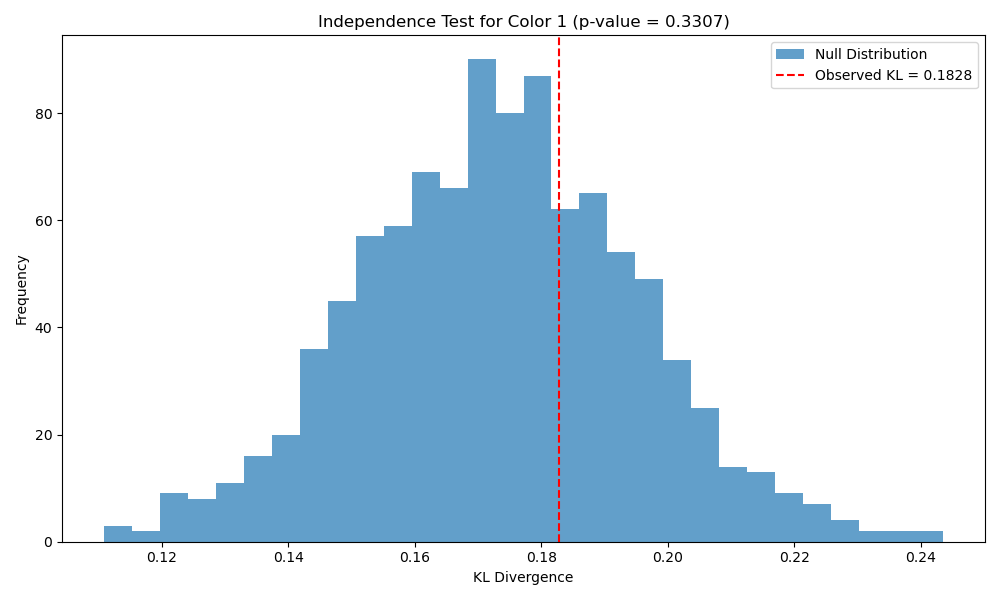 Independence Test for Color 1 (p-value = 0.3307)
Null Distribution
Observed KL = 0.1828
Frequency
80
60
40
20
0
0.12 0.14 0.16 0.18 0.20 0.22 0.24
KL Divergence